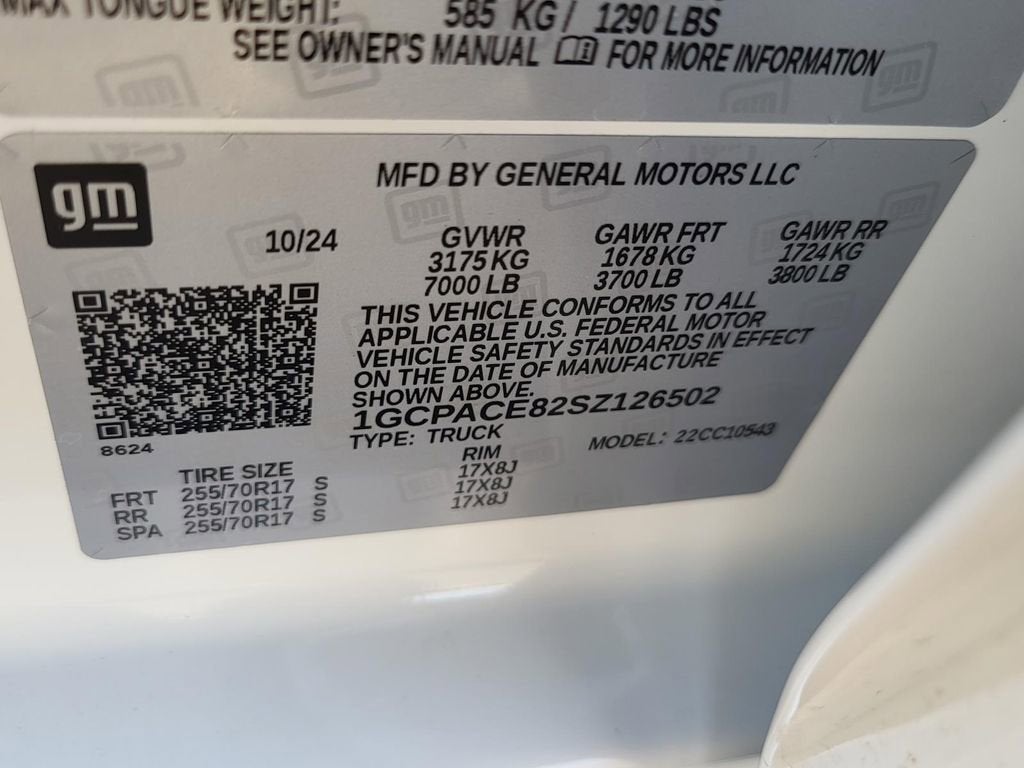 MAX TONGUE WEIGHT: 585 KG / 1290 LBS
SEE OWNER'S MANUAL FOR MORE INFORMATION
gm
MFD BY GENERAL MOTORS LLC
10/24 GVWR GAWR FRT GAWR RR
3175 KG 1678 KG 1724 KG
7000 LB 3700 LB 3800 LB
THIS VEHICLE CONFORMS TO ALL
APPLICABLE U.S. FEDERAL MOTOR
VEHICLE SAFETY STANDARDS IN EFFECT
ON THE DATE OF MANUFACTURE
SHOWN ABOVE.
1GCPACE82SZ126502
TYPE: TRUCK MODEL: 22CC10543
8624
TIRE SIZE RIM
FRT 255/70R17 S 17X8J
RR 255/70R17 S 17X8J
SPA 255/70R17 S 17X8J